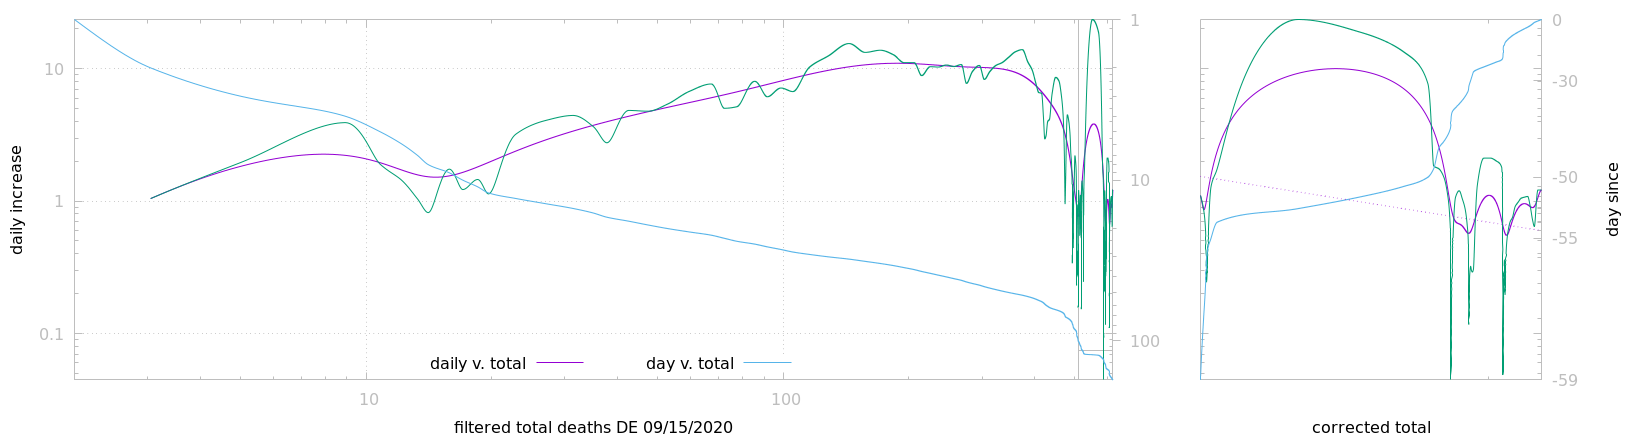 daily increase
10
1
0.1
daily v. total
day v. total
10
100
filtered total deaths DE 09/15/2020
1
10
100
0
-30
-50
-55
-59
day since
corrected total